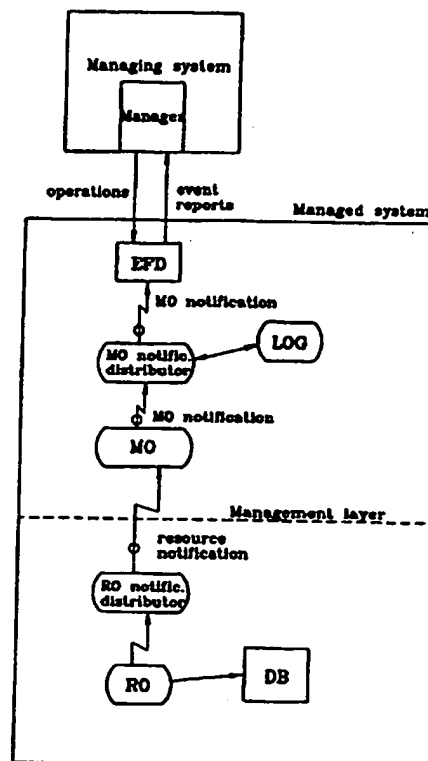 Managing system
Manager
operations
event
reports
Managed system
EFD
MO notification
LOG
MO notific.
distributor
MO notification
MO
Management layer
resource
notification
RO notific.
distributor
RO
DB